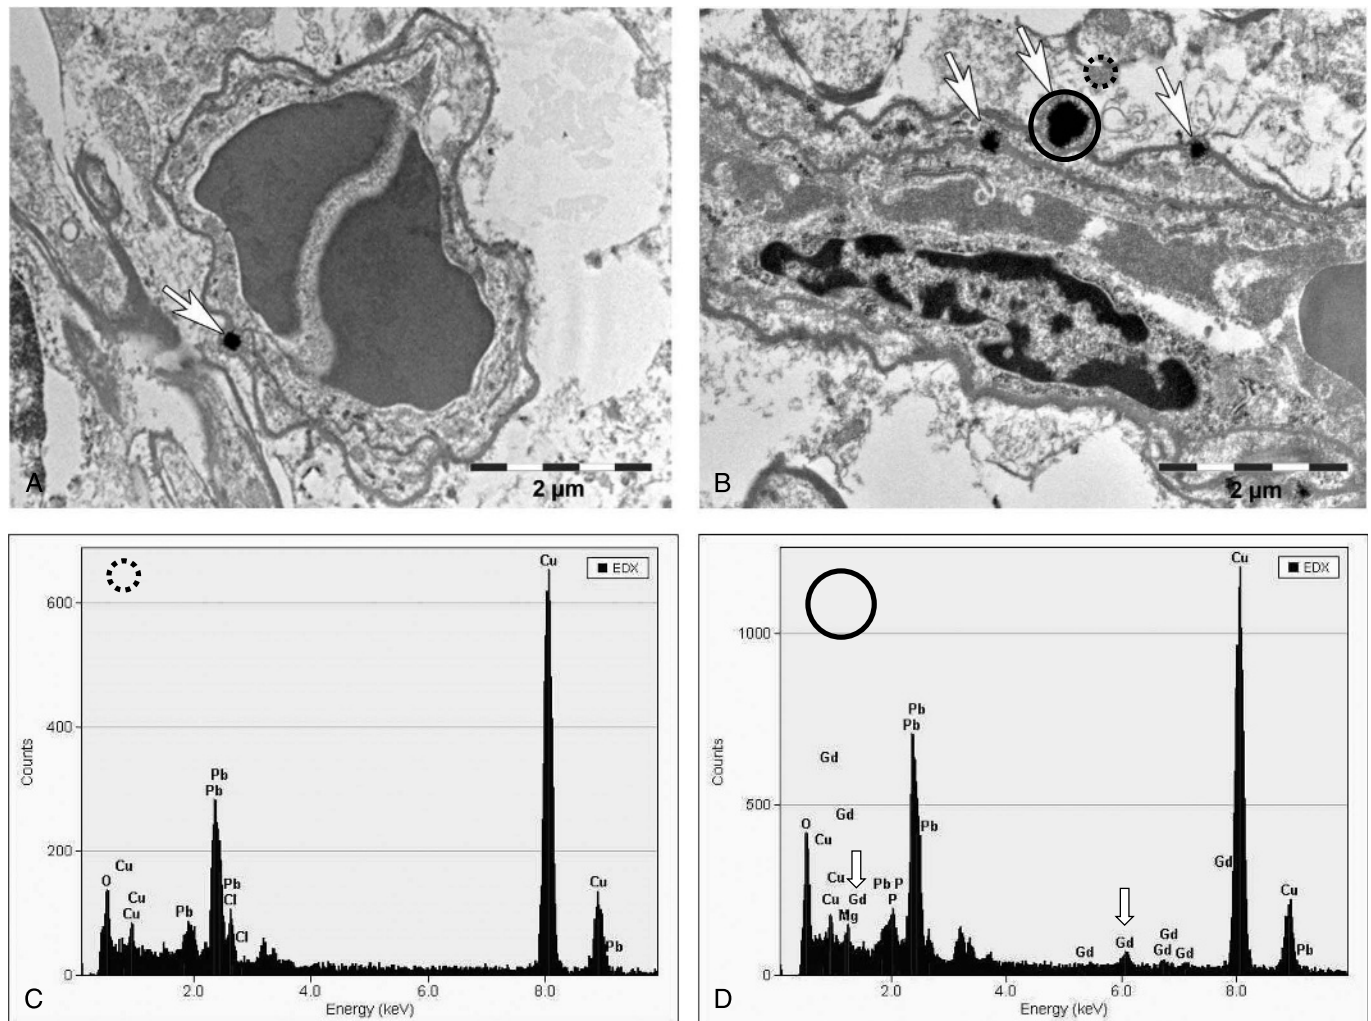 A
2 µm
B
2 µm
EDX
Cu
600
400
Counts
Pb
Pb
200
Cu
O
Cu
Cu
Pb
Pb
Cl
Cl
Cu
Pb
0
2.0
4.0
6.0
8.0
Energy (keV)
C
EDX
Cu
1000
Counts
Pb
Pb
Gd
500
Gd
O
Cu
Pb
Gd
Cu
Pb P
Cu
Gd
P
Mg
Cu
Gd
Gd
Gd
Gd
Gd
Pb
0
2.0
4.0
6.0
8.0
Energy (keV)
D